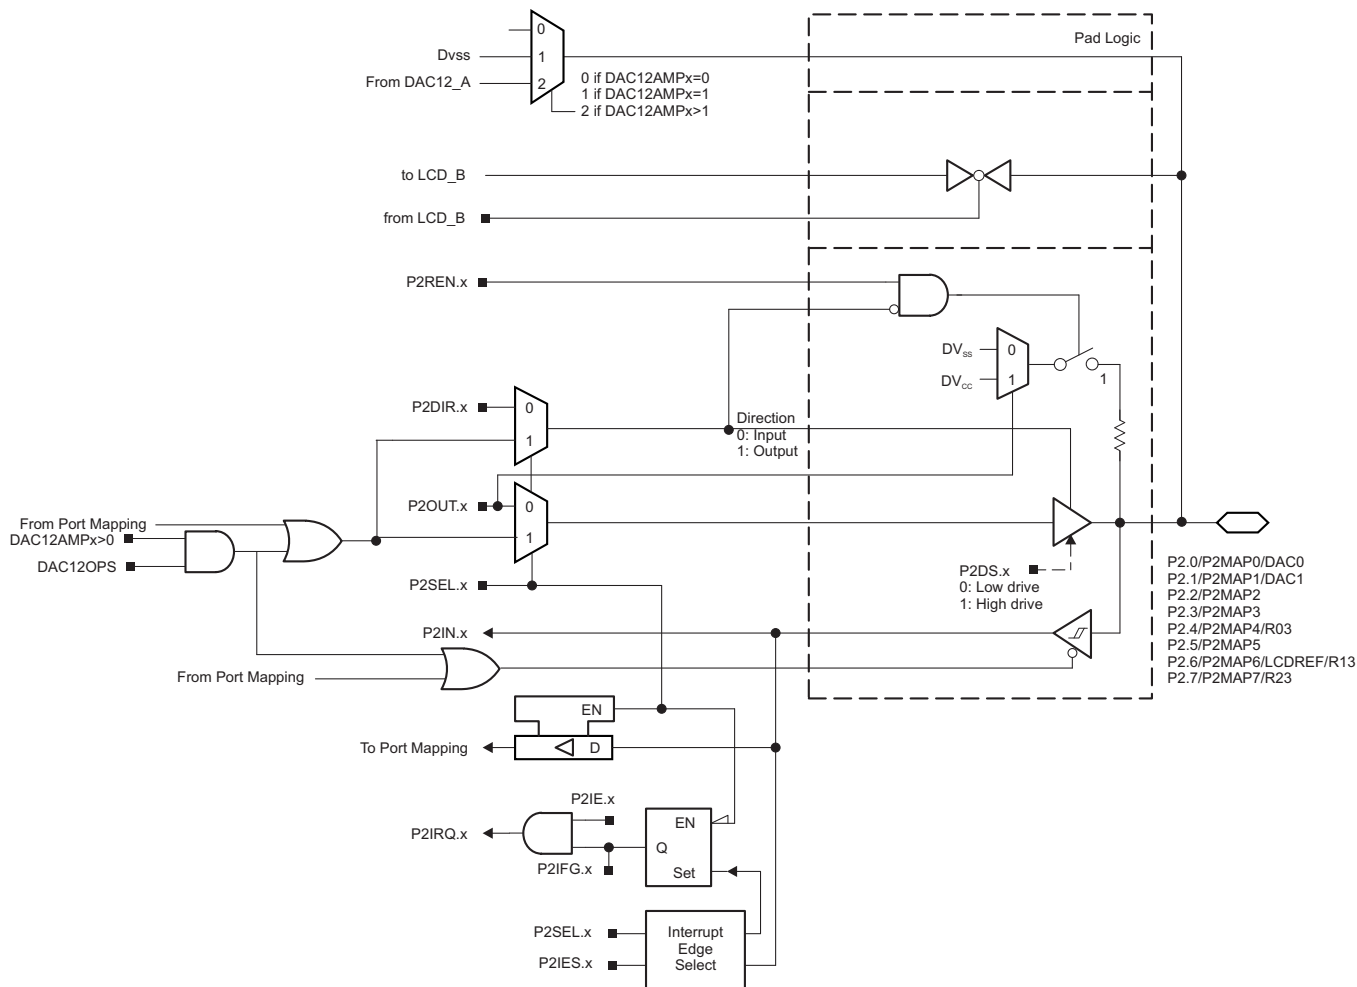 0
Pad Logic
Dvss
1
From DAC12_A
2
0 if DAC12AMPx=0
1 if DAC12AMPx=1
2 if DAC12AMPx>1
to LCD_B
from LCD_B
P2REN.x
DVSS
0
DVCC
1
1
P2DIR.x
0
1
Direction
0: Input
1: Output
P2OUT.x
0
1
From Port Mapping
DAC12AMPx>0
DAC12OPS
P2SEL.x
P2DS.x
0: Low drive
1: High drive
P2.0/P2MAP0/DAC0
P2.1/P2MAP1/DAC1
P2.2/P2MAP2
P2.3/P2MAP3
P2.4/P2MAP4/R03
P2.5/P2MAP5
P2.6/P2MAP6/LCDREF/R13
P2.7/P2MAP7/R23
P2IN.x
From Port Mapping
EN
To Port Mapping
D
P2IE.x
P2IRQ.x
EN
Q
P2IFG.x
Set
P2SEL.x
P2IES.x
Interrupt
Edge
Select